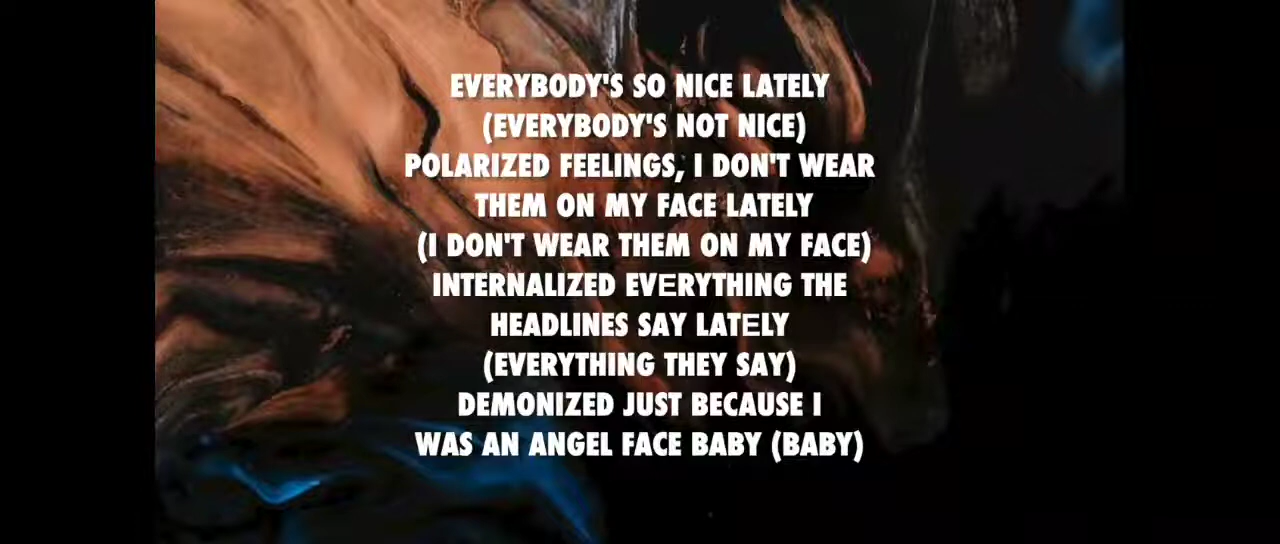 EVERYBODY'S SO NICE LATELY
(EVERYBODY'S NOT NICE)
POLARIZED FEELINGS, I DON'T WEAR
THEM ON MY FACE LATELY
(I DON'T WEAR THEM ON MY FACE)
INTERNALIZED EVERYTHING THE
HEADLINES SAY LATELY
(EVERYTHING THEY SAY)
DEMONIZED JUST BECAUSE I
WAS AN ANGEL FACE BABY (BABY)